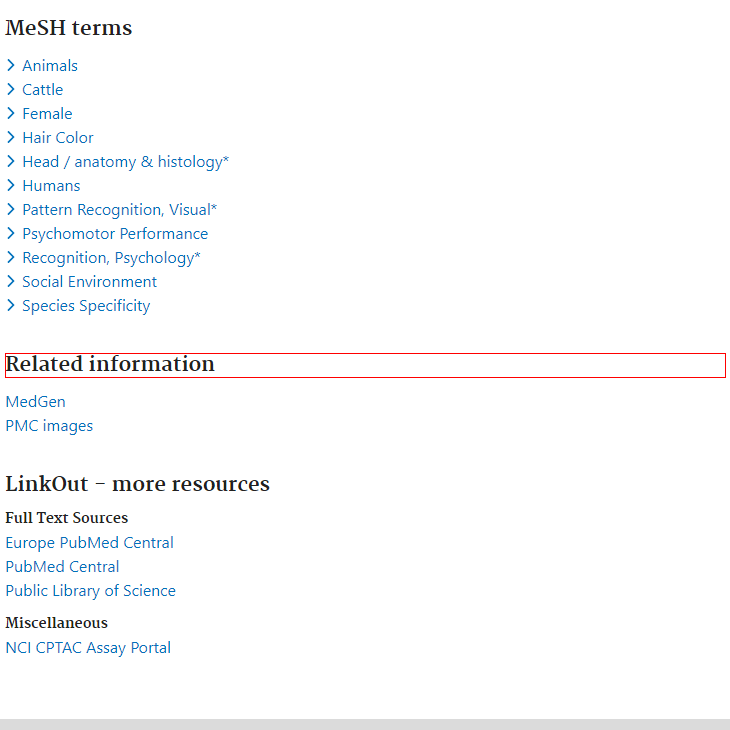 MeSH terms
Animals
Cattle
Female
Hair Color
Head / anatomy & histology*
Humans
Pattern Recognition, Visual*
Psychomotor Performance
Recognition, Psychology*
Social Environment
Species Specificity
Related information
MedGen
PMC images
LinkOut - more resources
Full Text Sources
Europe PubMed Central
PubMed Central
Public Library of Science
Miscellaneous
NCI CPTAC Assay Portal